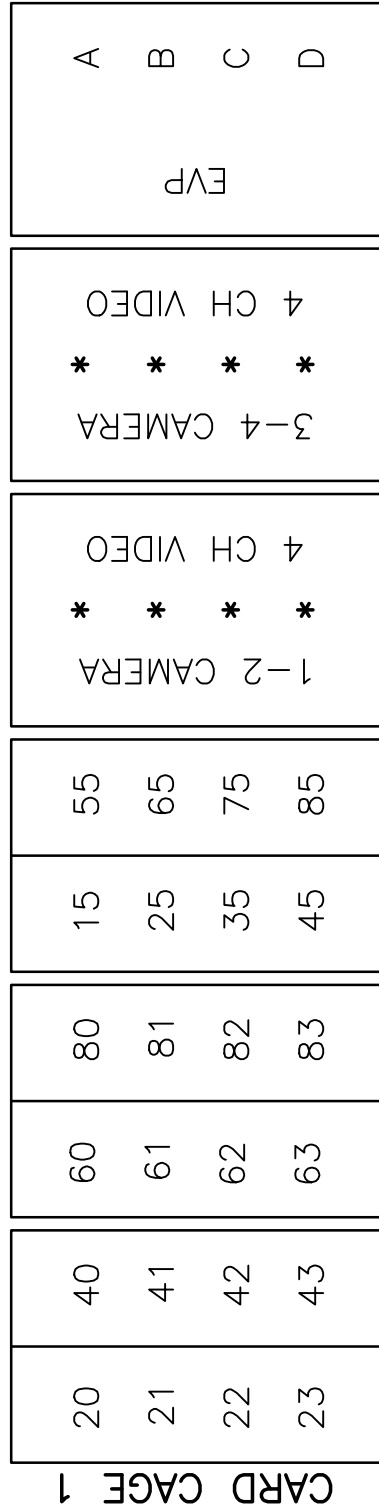 CARD CAGE 1
20 40
21 41
22 42
23 43
60 80
61 81
62 82
63 83
15 55
25 65
35 75
45 85
1-2 CAMERA
* * * *
4 CH VIDEO
3-4 CAMERA
* * * *
4 CH VIDEO
EVP
A
B
C
D